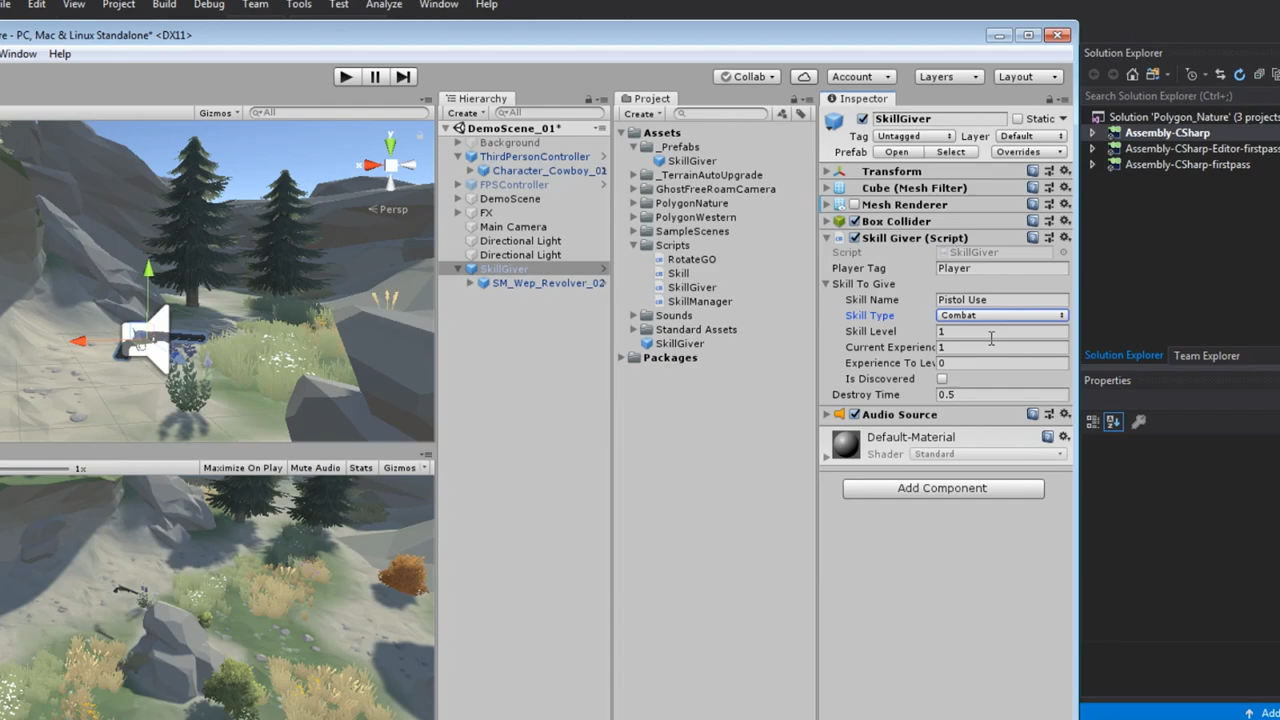 Edit View Project Build Debug Team Tools Test Analyze Window Help
re - PC, Mac & Linux Standalone* <DX11>
Window Help
Collab
Account
Layers
Layout
Gizmos
All
y
x
Persp
1x
Maximize On Play Mute Audio Stats Gizmos
Hierarchy
Create
All
DemoScene_01*
Background
ThirdPersonController
Character_Cowboy_01
FPSController
DemoScene
FX
Main Camera
Directional Light
Directional Light
SkillGiver
SM_Wep_Revolver_02
Project
Create
Assets
_Prefabs
SkillGiver
_TerrainAutoUpgrade
GhostFreeRoamCamera
PolygonNature
PolygonWestern
SampleScenes
Scripts
RotateGO
Skill
SkillGiver
SkillManager
Sounds
Standard Assets
SkillGiver
Packages
Inspector
SkillGiver
Static
Tag Untagged Layer Default
Prefab Open Select Overrides
Transform
Cube (Mesh Filter)
Mesh Renderer
Box Collider
Skill Giver (Script)
Script SkillGiver
Player Tag Player
Skill To Give
Skill Name Pistol Use
Skill Type Combat
Skill Level 1
Current Experienc 1
Experience To Lev 0
Is Discovered
Destroy Time 0.5
Audio Source
Default-Material
Shader Standard
Add Component
Solution Explorer
Search Solution Explorer (Ctrl+;)
Solution 'Polygon_Nature' (3 projects
Assembly-CSharp
Assembly-CSharp-Editor-firstpass
Assembly-CSharp-firstpass
Solution Explorer Team Explorer
Properties
Add